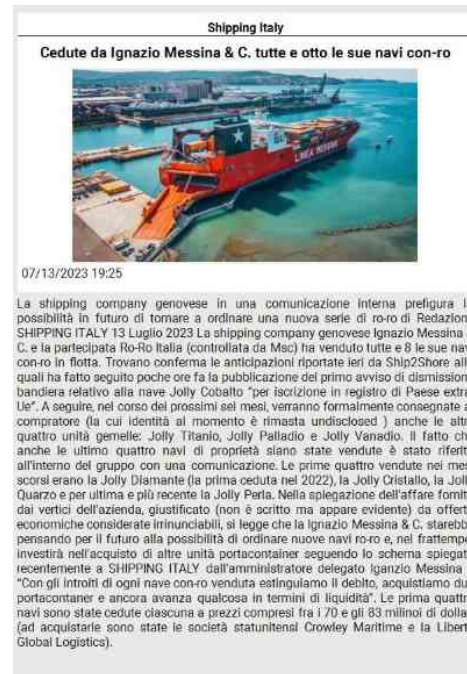 Shipping Italy
Cedute da Ignazio Messina & C. tutte e otto le sue navi con-ro
LINEA MESSINA
07/13/2023 19:25
La shipping company genovese in una comunicazione interna prefigura l
possibilità in futuro di tornare a ordinare una nuova serie di ro-ro di Redazion
SHIPPING ITALY 13 Luglio 2023 La shipping company genovese Ignazio Messina
C. e la partecipata Ro-Ro Italia (controllata da Msc) ha venduto tutte e 8 le sue nav
con-ro in flotta. Trovano conferma le anticipazioni riportate ieri da Ship2Shore all
quali ha fatto seguito poche ore fa la pubblicazione del primo avviso di dismission
bandiera relativo alla nave Jolly Cobalto "per iscrizione in registro di Paese extra
Ue". A seguire, nel corso dei prossimi sei mesi, verranno formalmente consegnate a
compratore (la cui identità al momento è rimasta undisclosed ) anche le altr
quattro unità gemelle: Jolly Titanio, Jolly Palladio e Jolly Vanadio. Il fatto ch
anche le ultimo quattro navi di proprietà siano state vendute è stato riferit
all'interno del gruppo con una comunicazione. Le prime quattro vendute nei mes
scorsi erano la Jolly Diamante (la prima ceduta nel 2022), la Jolly Cristallo, la Joll
Quarzo e per ultima e più recente la Jolly Perla. Nella spiegazione dell'affare fornit
dai vertici dell'azienda, giustificato (non è scritto ma appare evidente) da offert
economiche considerate irrinunciabili, si legge che la Ignazio Messina & C. starebb
pensando per il futuro alla possibilità di ordinare nuove navi ro-ro e, nel frattemp
investirà nell'acquisto di altre unità portacontainer seguendo lo schema spiegat
recentemente a SHIPPING ITALY dall'amministratore delegato Iganzio Messina
"Con gli introiti di ogni nave con-ro venduta estinguiamo il debito, acquistiamo du
portacontaner e ancora avanza qualcosa in termini di liquidità". Le prima quattr
navi sono state cedute ciascuna a prezzi compresi fra i 70 e gli 83 milinoi di dolla
(ad acquistarle sono state le società statunitensi Crowley Maritime e la Libert
Global Logistics).